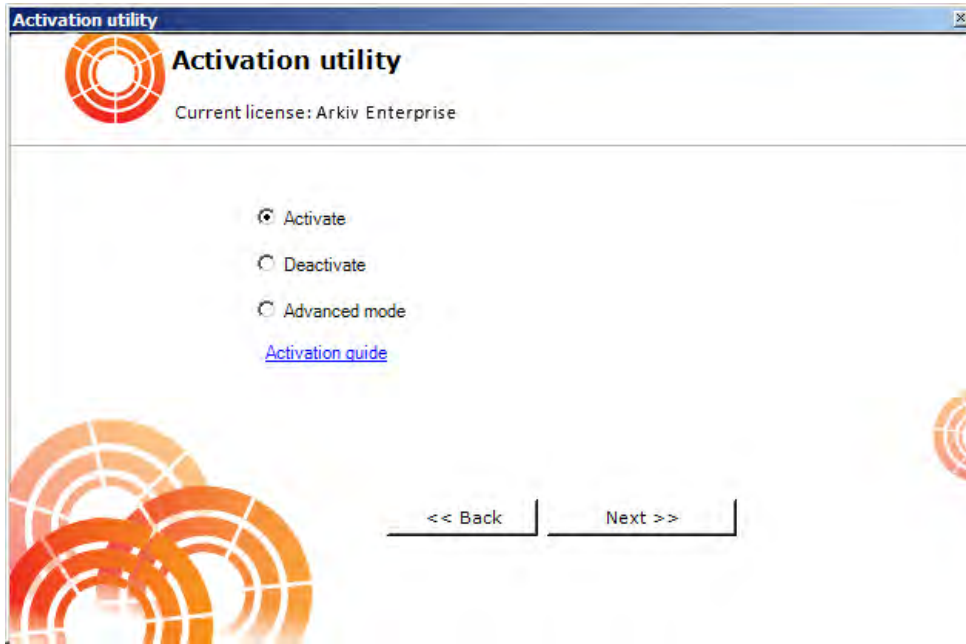 Activation utility
Activation utility
Current license: Arkiv Enterprise
Activate
Deactivate
Advanced mode
Activation guide
<< Back
Next >>